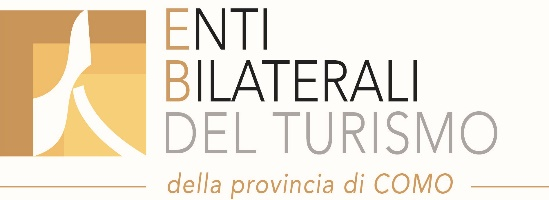 ENTI
BILATERALI
DEL TURISMO
della provincia di COMO